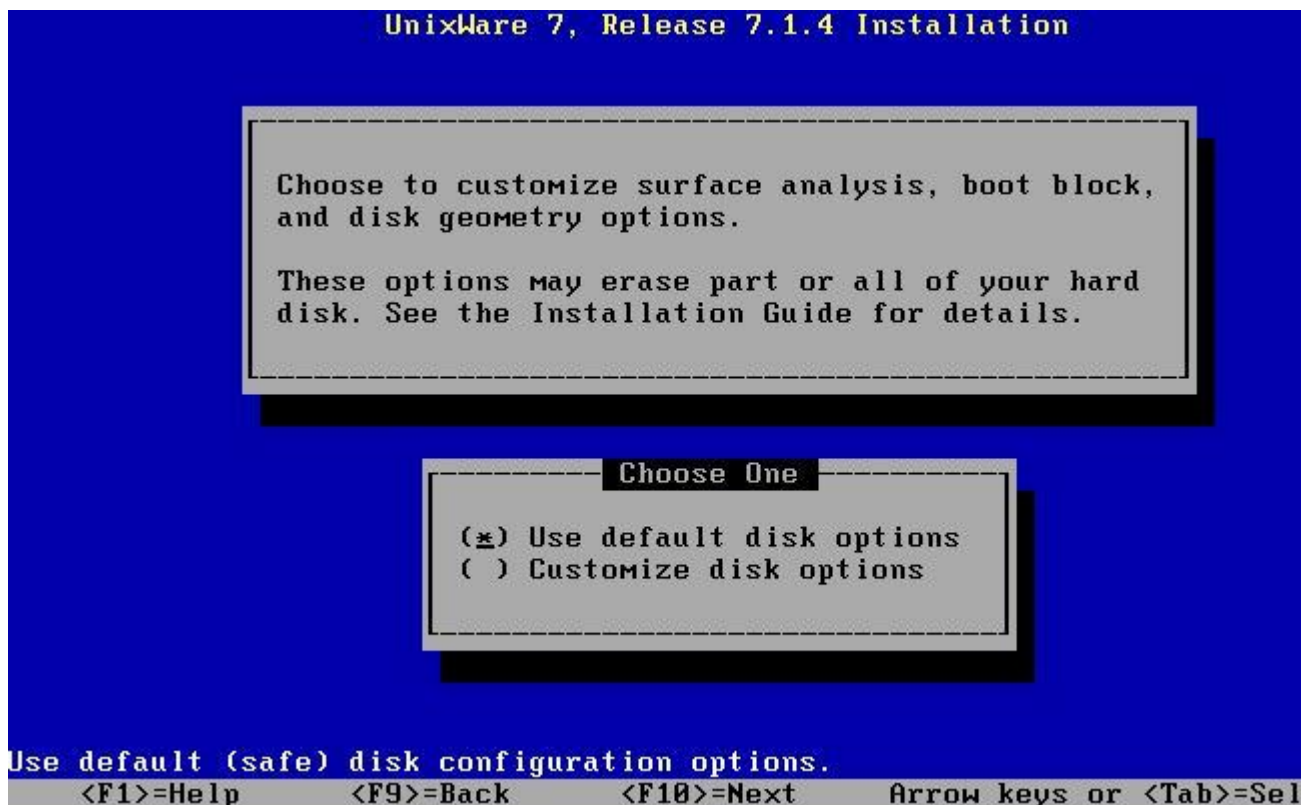 UnixWare 7, Release 7.1.4 Installation
Choose to customize surface analysis, boot block,
and disk geometry options.
These options may erase part or all of your hard
disk. See the Installation Guide for details.
Choose One
(*) Use default disk options
( ) Customize disk options
Use default (safe) disk configuration options.
<F1>=Help <F9>=Back <F10>=Next Arrow keys or <Tab>=Sel